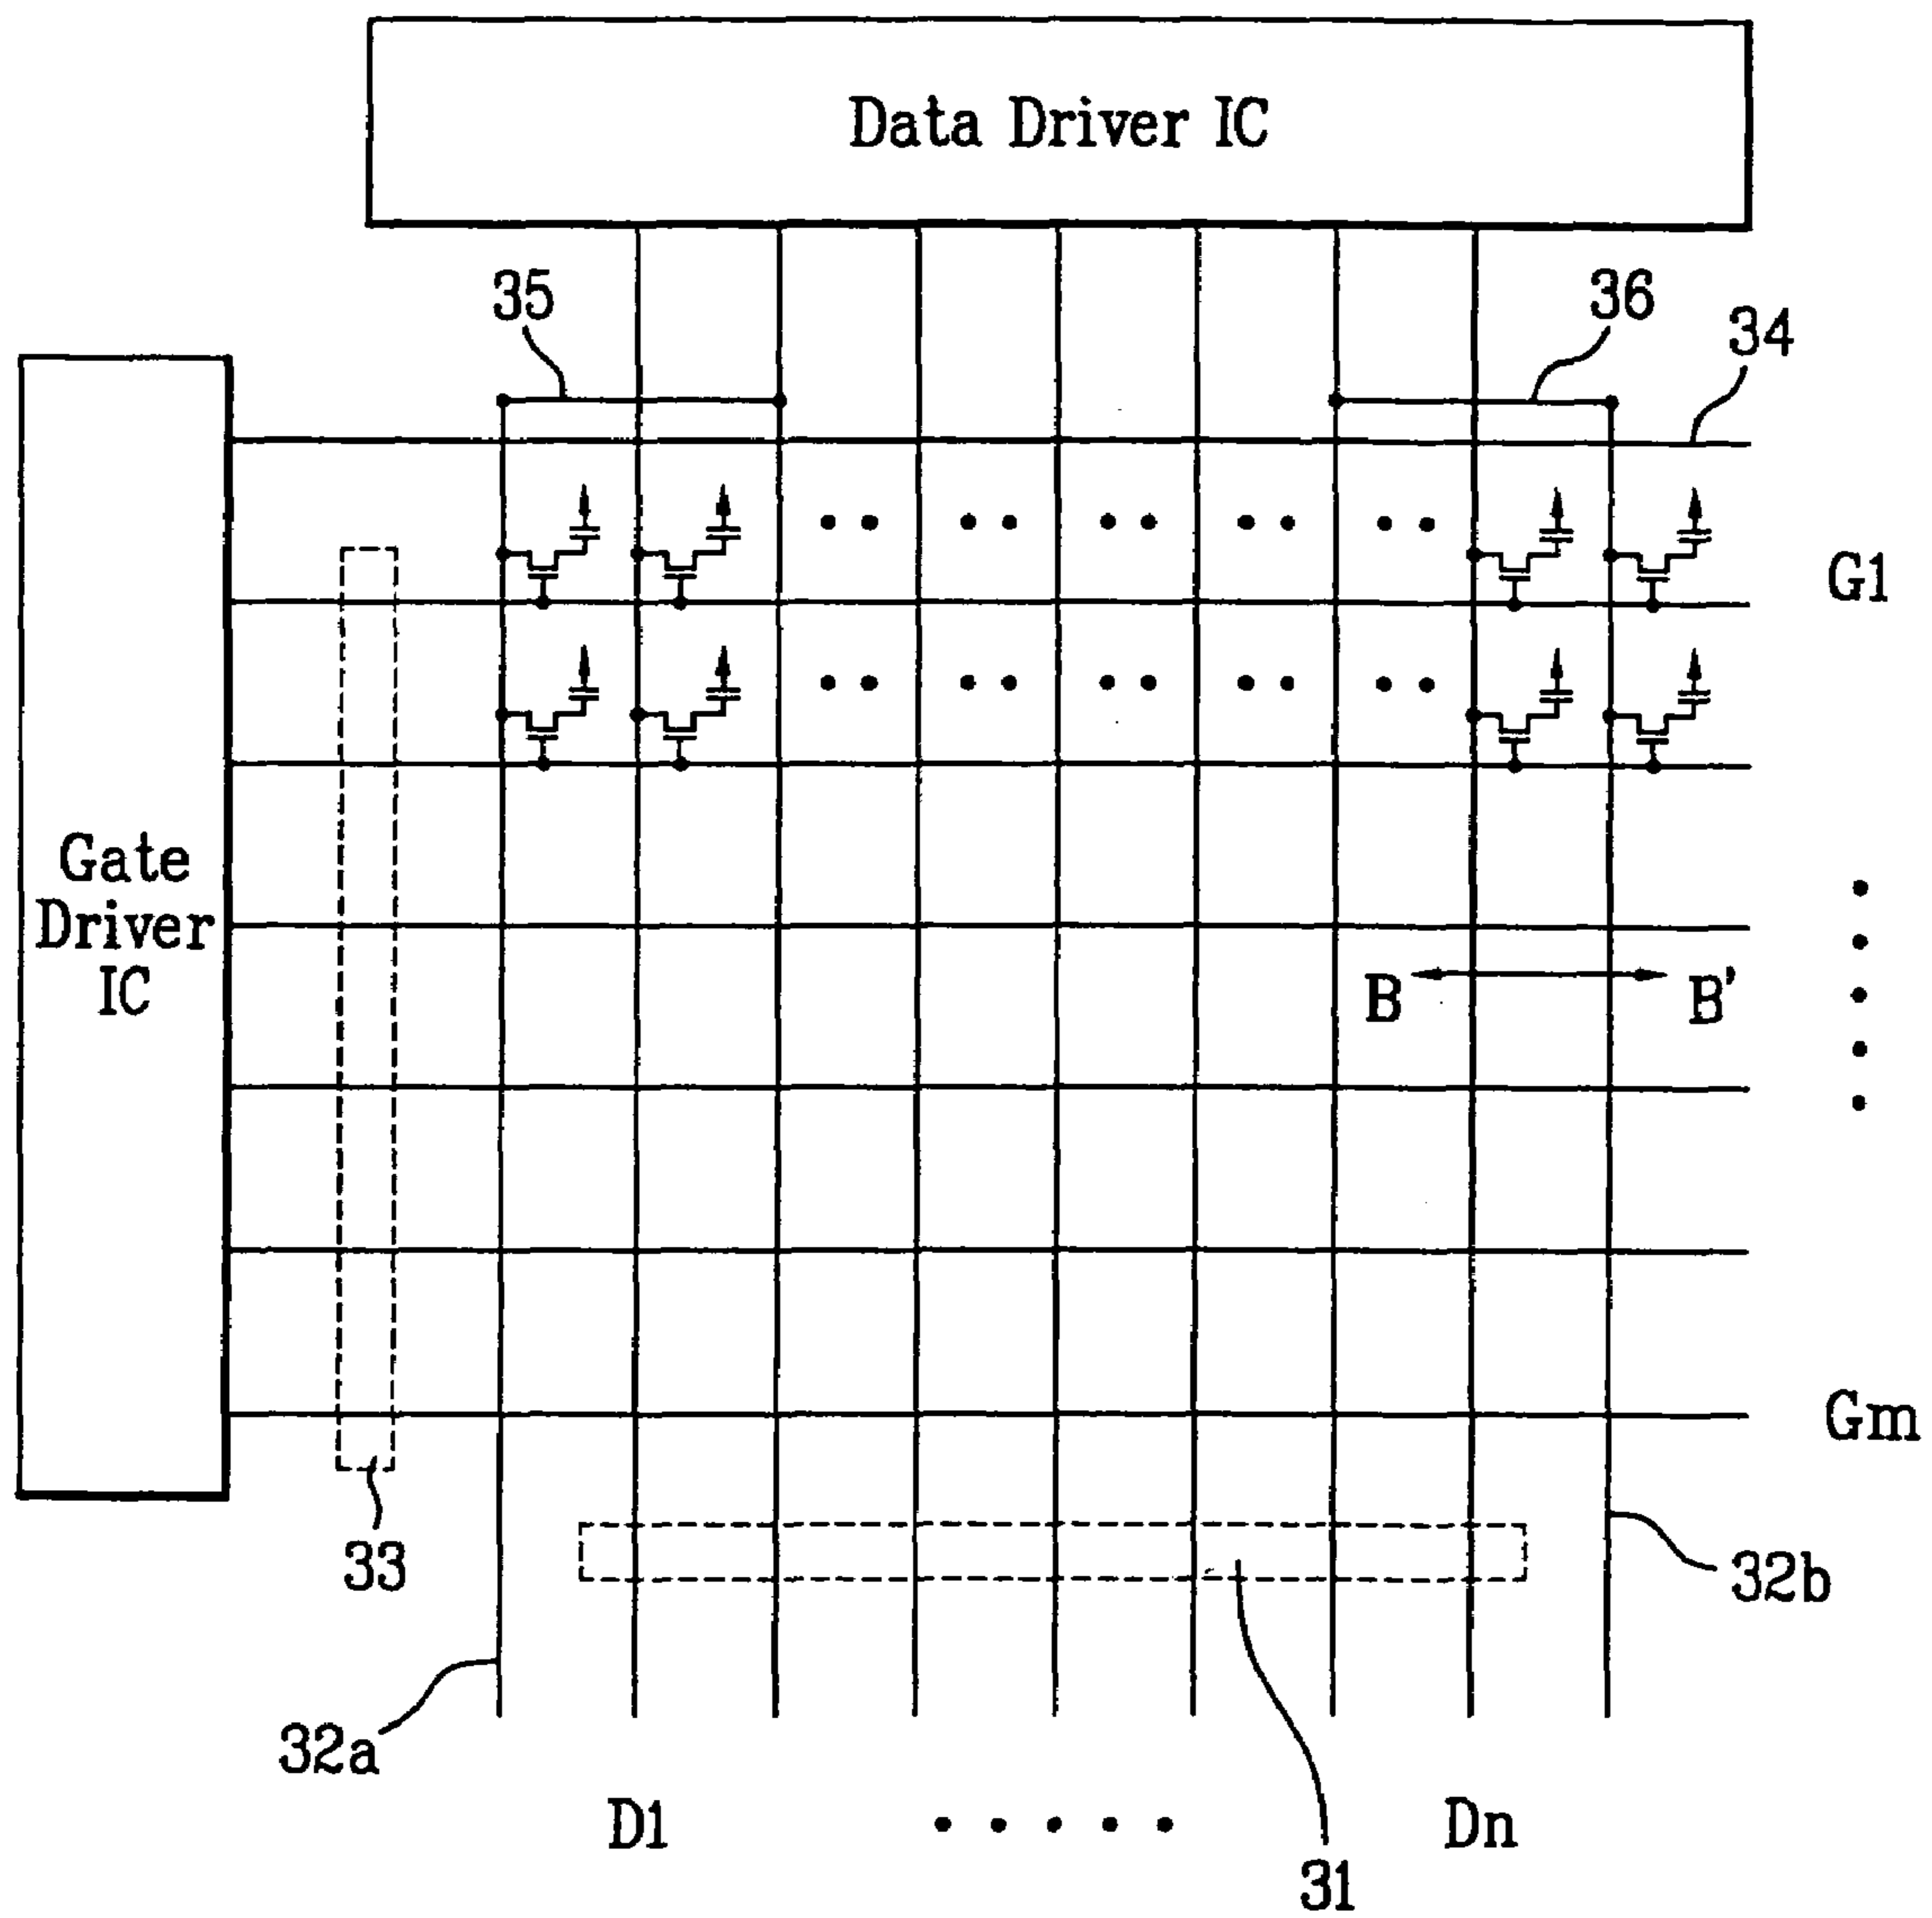 Data Driver IC
35
36
34
G1
Gate
Driver
IC
B
B'
Gm
33
32b
32a
D1
Dn
31